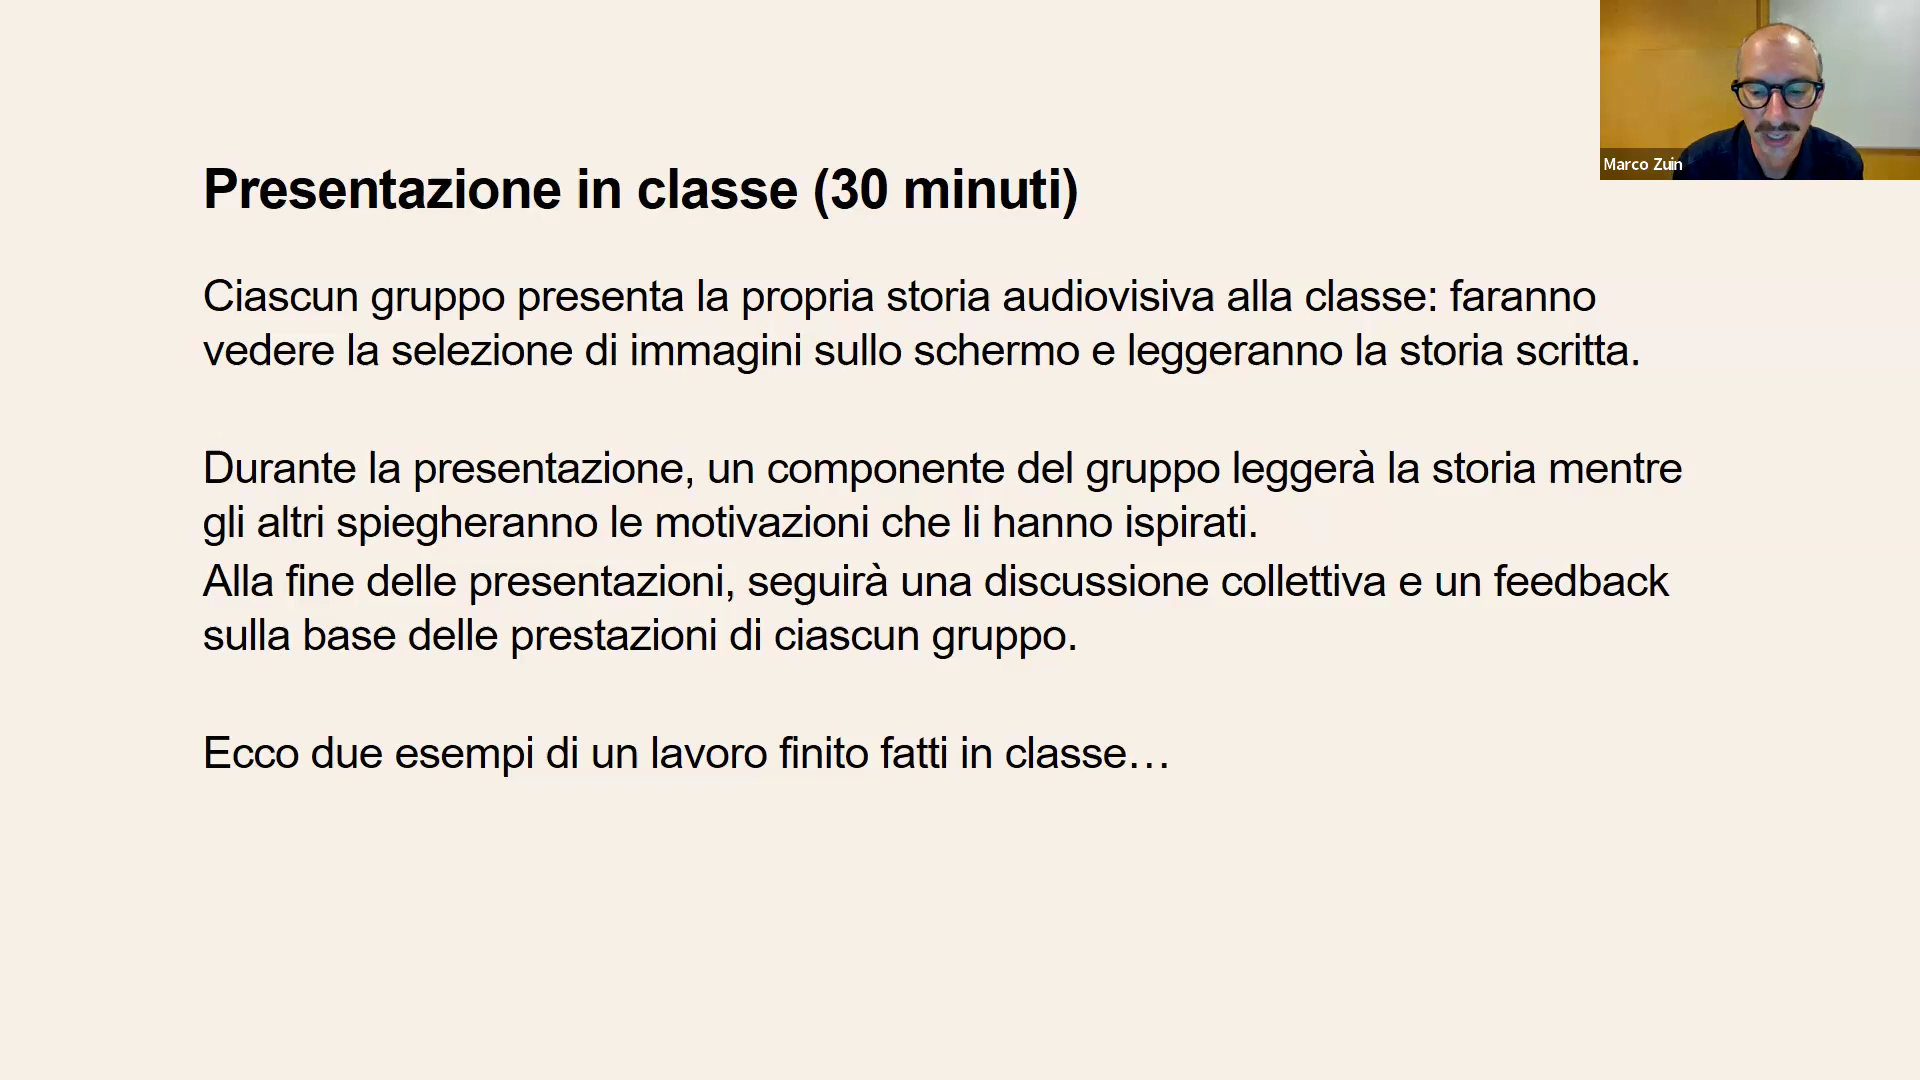 Presentazione in classe (30 minuti)
Ciascun gruppo presenta la propria storia audiovisiva alla classe: faranno
vedere la selezione di immagini sullo schermo e leggeranno la storia scritta.
Durante la presentazione, un componente del gruppo leggerà la storia mentre
gli altri spiegheranno le motivazioni che li hanno ispirati.
Alla fine delle presentazioni, seguirà una discussione collettiva e un feedback
sulla base delle prestazioni di ciascun gruppo.
Ecco due esempi di un lavoro finito fatti in classe…
Marco Zuin